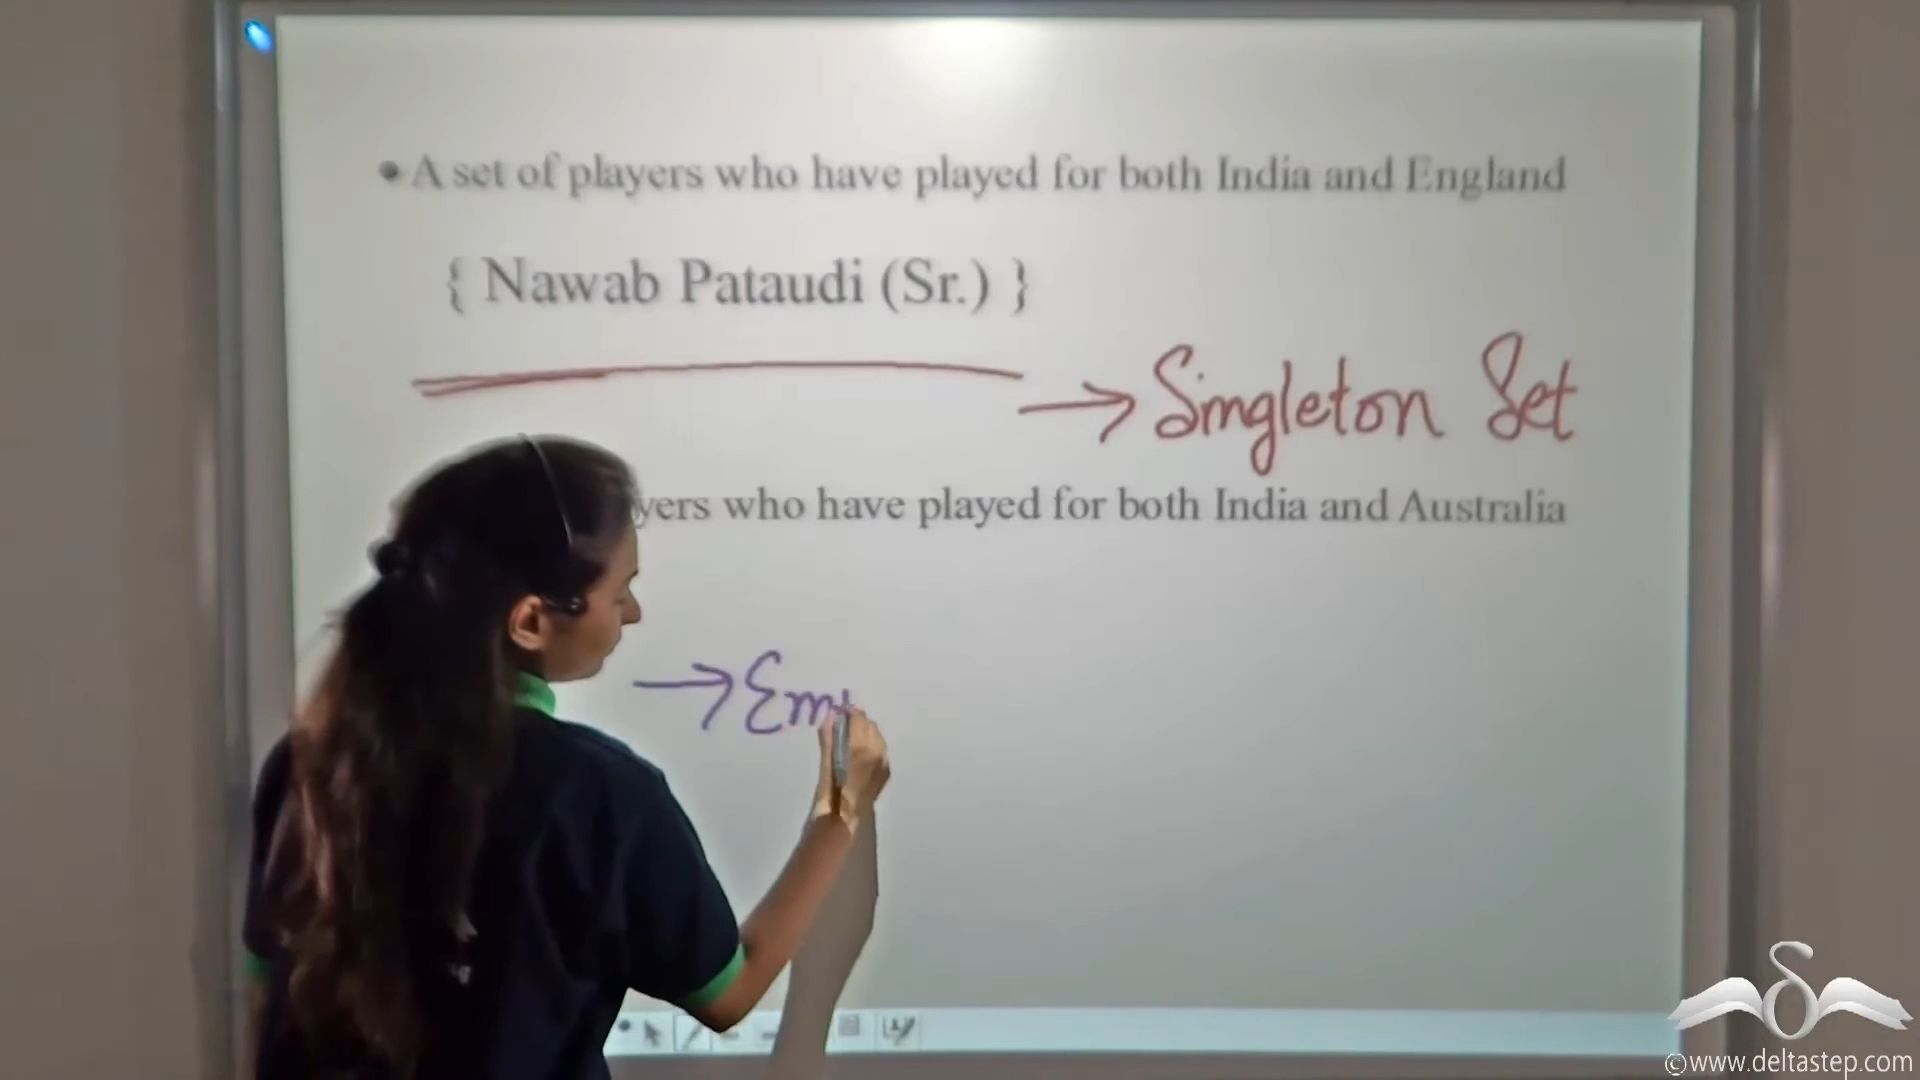 • A set of players who have played for both India and England
{ Nawab Pataudi (Sr.) }
→ Singleton Set
yers who have played for both India and Australia
→ Em
©www.deltastep.com